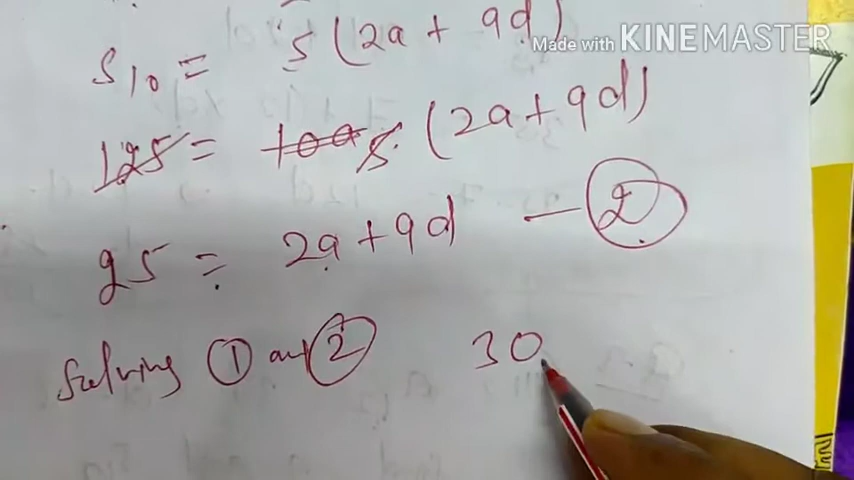 Made with KINEMASTER
S10 = 5 (2a + 9d)
125 = 100 5 (2a + 9d)
25 = 2a + 9d — 2
Solving 1 and 2 30